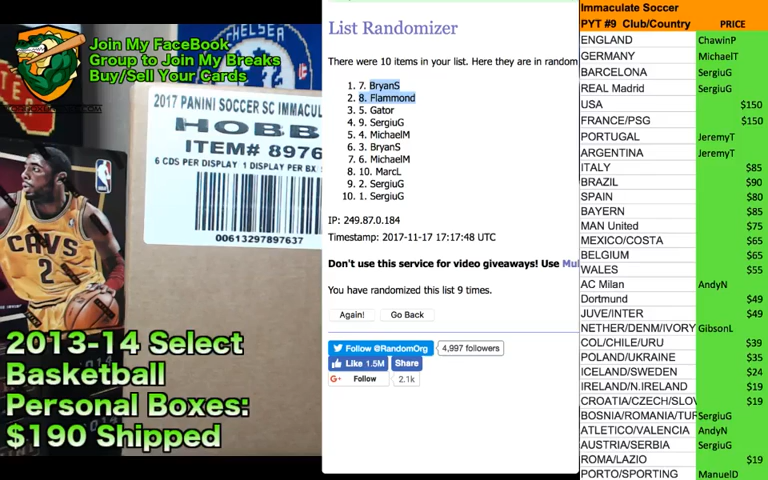 Join My FaceBook
Group to Join My Breaks
Buy/Sell Your Cards
CHELSEA
2017 PANINI SOCCER SC IMMACUL
HOBB
ITEM# 8976
6 CDS PER DISPLAY 1 DISPLAY PER BX
00613297897637
CAVS
2
2013-14 Select
Basketball
Personal Boxes:
$190 Shipped
List Randomizer
There were 10 items in your list. Here they are in random
1. 7. BryanS
2. 8. Flammond
3. 5. Gator
4. 9. SergiuG
5. 4. MichaelM
6. 3. BryanS
7. 6. MichaelM
8. 10. MarcL
9. 2. SergiuG
10. 1. SergiuG
IP: 249.87.0.184
Timestamp: 2017-11-17 17:17:48 UTC
Don't use this service for video giveaways! Use Mul
You have randomized this list 9 times.
Again! Go Back
Follow @RandomOrg 4,997 followers
Like 1.5M Share
G+ Follow 2.1k
Immaculate Soccer
PYT #9 Club/Country PRICE
ENGLAND ChawinP
GERMANY MichaelT
BARCELONA SergiuG
REAL Madrid SergiuG
USA $150
FRANCE/PSG $150
PORTUGAL JeremyT
ARGENTINA JeremyT
ITALY $85
BRAZIL $90
SPAIN $80
BAYERN $85
MAN United $75
MEXICO/COSTA $65
BELGIUM $65
WALES $55
AC Milan AndyN
Dortmund $49
JUVE/INTER $49
NETHER/DENM/IVORY GibsonL
COL/CHILE/URU $39
POLAND/UKRAINE $35
ICELAND/SWEDEN $24
IRELAND/N.IRELAND $19
CROATIA/CZECH/SLOV $19
BOSNIA/ROMANIA/TUR SergiuG
ATLETICO/VALENCIA AndyN
AUSTRIA/SERBIA SergiuG
ROMA/LAZIO $19
PORTO/SPORTING ManuelD